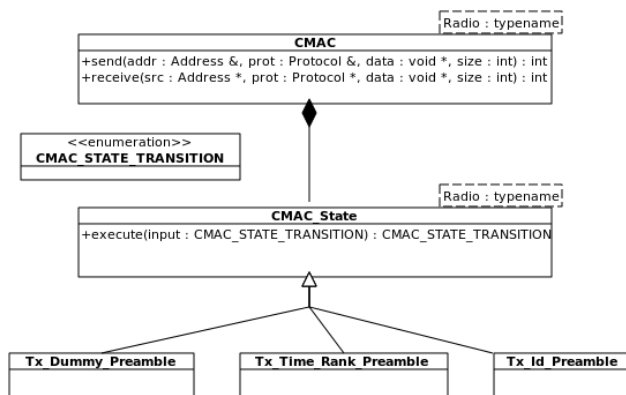 Radio : typename
CMAC
+send(addr : Address &, prot : Protocol &, data : void *, size : int) : int
+receive(src : Address *, prot : Protocol *, data : void *, size : int) : int
<<enumeration>>
CMAC_STATE_TRANSITION
Radio : typename
CMAC_State
+execute(input : CMAC_STATE_TRANSITION) : CMAC_STATE_TRANSITION
Tx_Dummy_Preamble
Tx_Time_Rank_Preamble
Tx_Id_Preamble